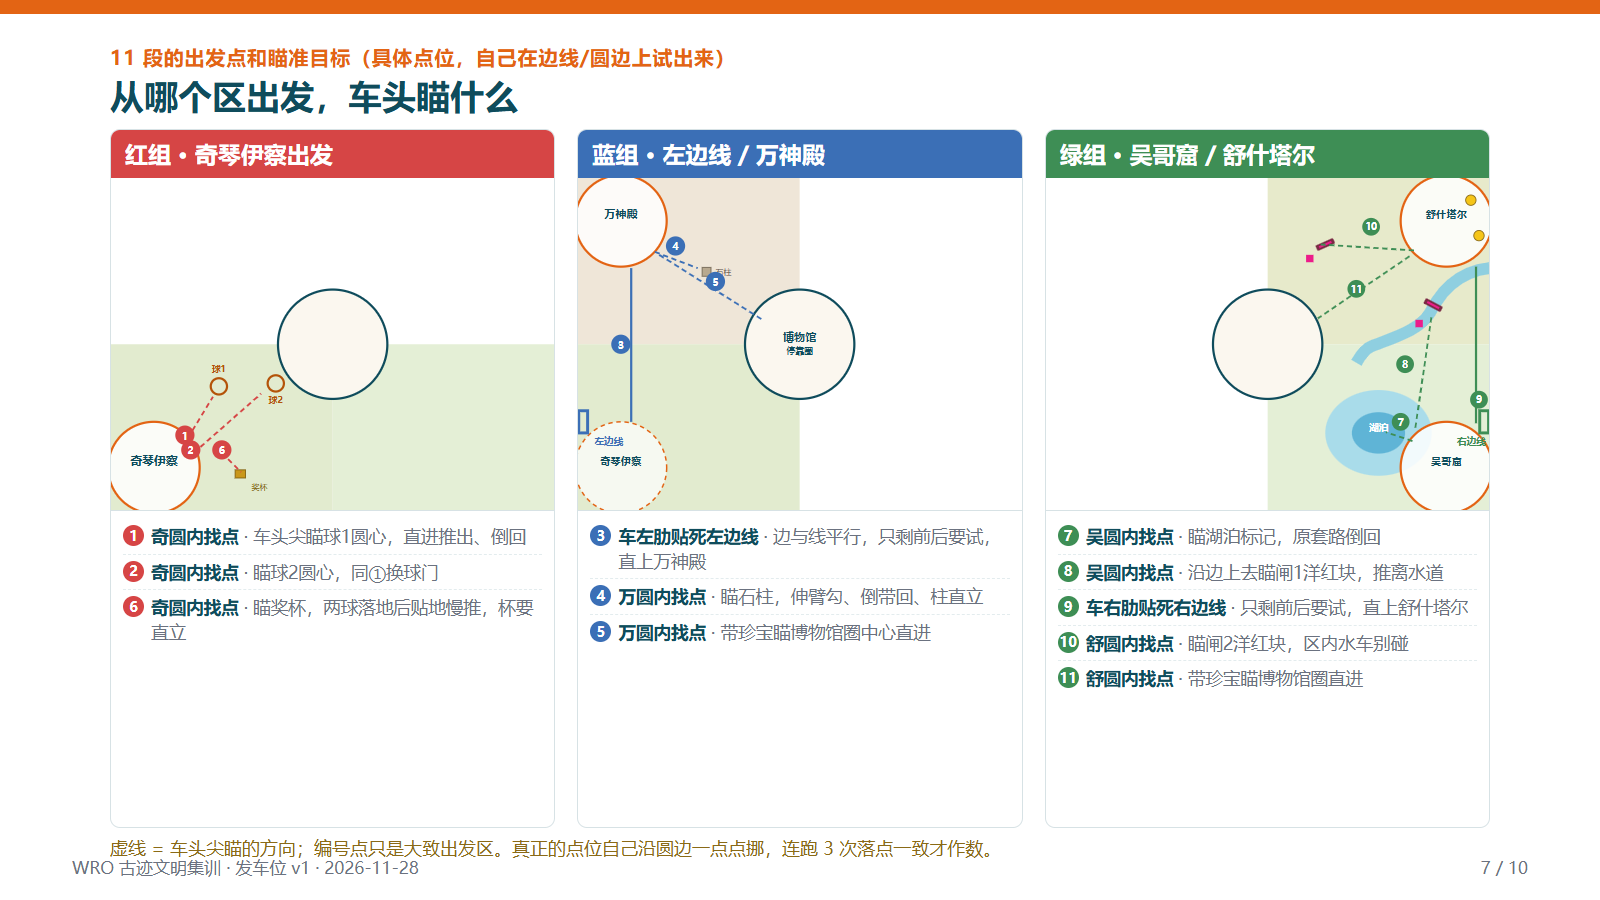 11 段的出发点和瞄准目标（具体点位，自己在边线/圆边上试出来）
从哪个区出发，车头瞄什么
红组 · 奇琴伊察出发
球1
球2
1
2
6
奇琴伊察
奖杯
1 奇圆内找点 · 车头尖瞄球1圆心，直进推出、倒回
2 奇圆内找点 · 瞄球2圆心，同①换球门
6 奇圆内找点 · 瞄奖杯，两球落地后贴地慢推，杯要
直立
蓝组 · 左边线 / 万神殿
万神殿
4
5
3
博物馆
停靠圈
左边线
奇琴伊察
3 车左肋贴死左边线 · 边与线平行，只剩前后要试，
直上万神殿
4 万圆内找点 · 瞄石柱，伸臂勾、倒带回、柱直立
5 万圆内找点 · 带珍宝瞄博物馆圈中心直进
绿组 · 吴哥窟 / 舒什塔尔
舒什塔尔
10
11
8
9
7
湖泊
右边线
吴哥窟
7 吴圆内找点 · 瞄湖泊标记，原套路倒回
8 吴圆内找点 · 沿边上去瞄闸1洋红块，推离水道
9 车右肋贴死右边线 · 只剩前后要试，直上舒什塔尔
10 舒圆内找点 · 瞄闸2洋红块，区内水车别碰
11 舒圆内找点 · 带珍宝瞄博物馆圈直进
虚线 = 车头尖瞄的方向；编号点只是大致出发区。真正的点位自己沿圆边一点点挪，连跑 3 次落点一致才作数。
WRO 古迹文明集训 · 发车位 v1 · 2026-11-28
7 / 10